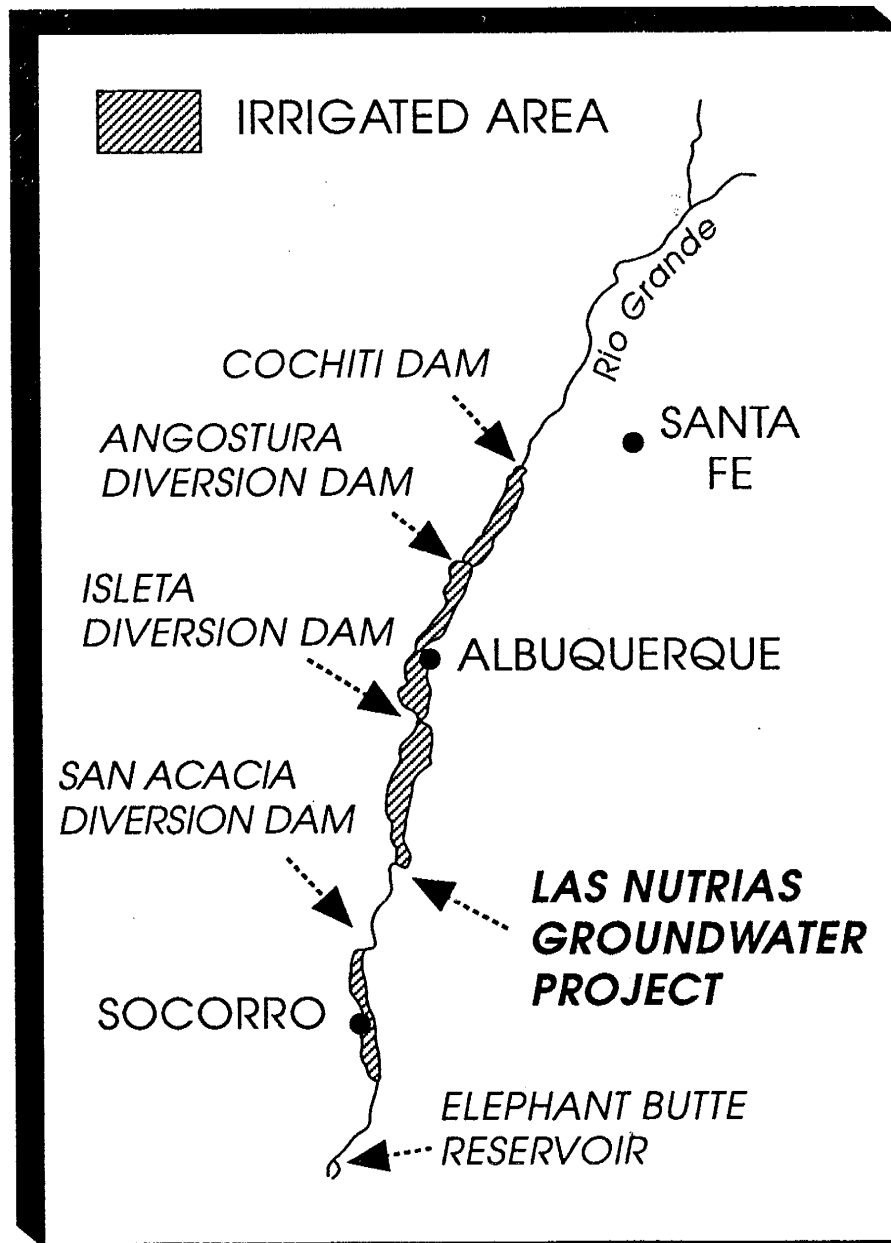 IRRIGATED AREA
Rio Grande
COCHITI DAM
SANTA
FE
ANGOSTURA
DIVERSION DAM
ISLETA
DIVERSION DAM
ALBUQUERQUE
SAN ACACIA
DIVERSION DAM
LAS NUTRIAS
GROUNDWATER
PROJECT
SOCORRO
ELEPHANT BUTTE
RESERVOIR